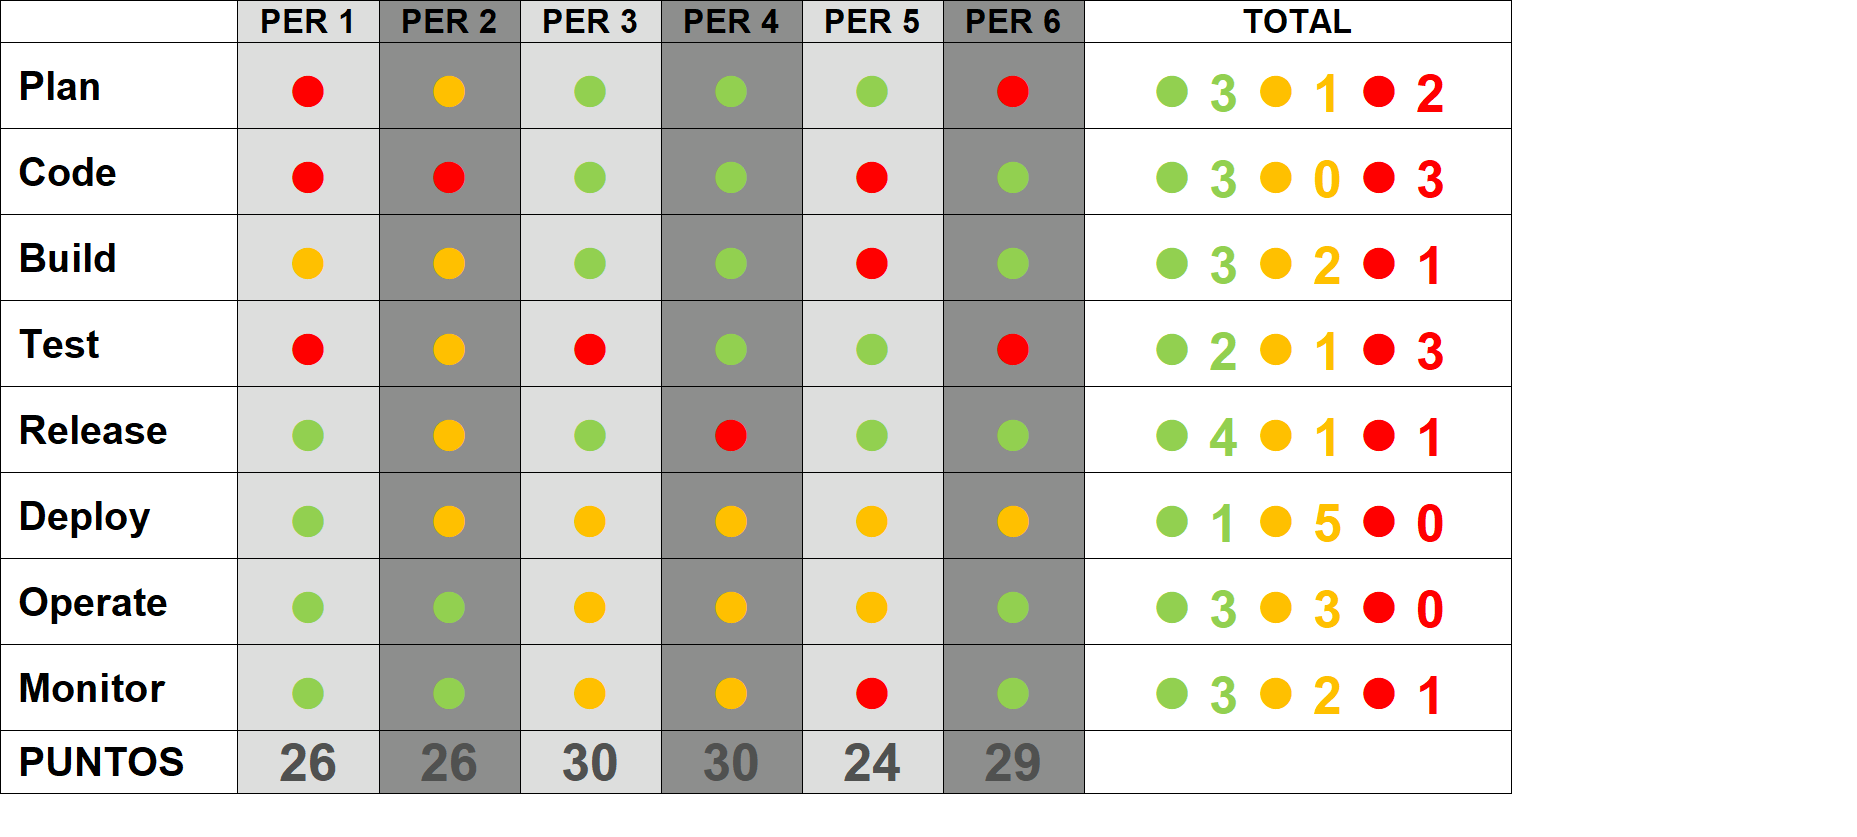 PER 1 PER 2 PER 3 PER 4 PER 5 PER 6 TOTAL
Plan 3 1 2
Code 3 0 3
Build 3 2 1
Test 2 1 3
Release 4 1 1
Deploy 1 5 0
Operate 3 3 0
Monitor 3 2 1
PUNTOS 26 26 30 30 24 29